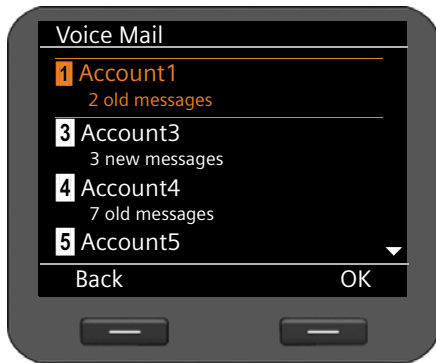 Voice Mail
1 Account1
2 old messages
3 Account3
3 new messages
4 Account4
7 old messages
5 Account5
Back OK